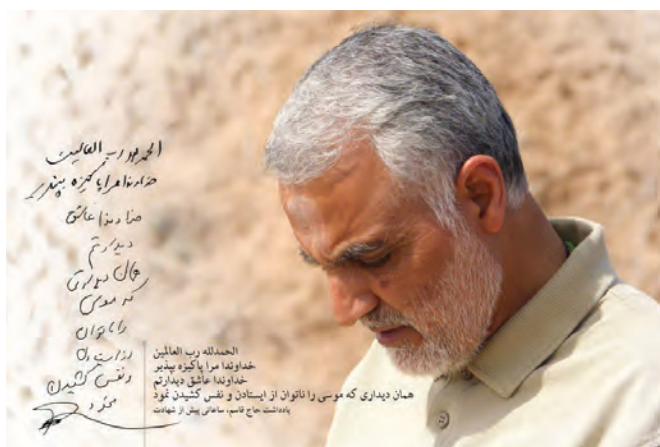 الحمدلله رب العالمین
خداوندا مرا پاکیزه بپذیر
خداوندا عاشق
دیدارتم
همان دیداری
که موسی
را ناتوان
از ایستادن
و نفس کشیدن
نمود
الحمدلله رب العالمین
خداوندا مرا پاکیزه بپذیر
خداوندا عاشق دیدارتم
همان دیداری که موسی را ناتوان از ایستادن و نفس کشیدن نمود
یادداشت حاج قاسم، ساعاتی پیش از شهادت